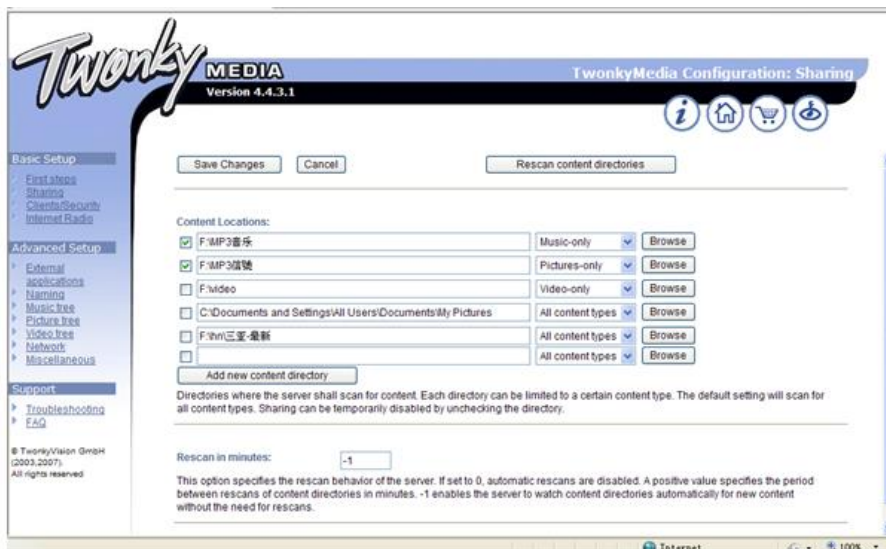 Twonky
MEDIA
Version 4.4.3.1
TwonkyMedia Configuration: Sharing
Basic Setup
First steps
Sharing
Clients/Security
Internet Radio
Advanced Setup
External
applications
Naming
Music tree
Picture tree
Video tree
Network
Miscellaneous
Support
Troubleshooting
FAQ
© TwonkyVision GmbH
(2003,2007).
All rights reserved
Save Changes Cancel Rescan content directories
Content Locations:
F:\MP3音乐 Music-only Browse
F:\MP3信號 Pictures-only Browse
F:\video Video-only Browse
C:\Documents and Settings\All Users\Documents\My Pictures All content types Browse
F:\hn\三亚-最新 All content types Browse
All content types Browse
Add new content directory
Directories where the server shall scan for content. Each directory can be limited to a certain content type. The default setting will scan for
all content types. Sharing can be temporarily disabled by unchecking the directory.
Rescan in minutes: -1
This option specifies the rescan behavior of the server. If set to 0, automatic rescans are disabled. A positive value specifies the period
between rescans of content directories in minutes. -1 enables the server to watch content directories automatically for new content
without the need for rescans.
Internet 100%